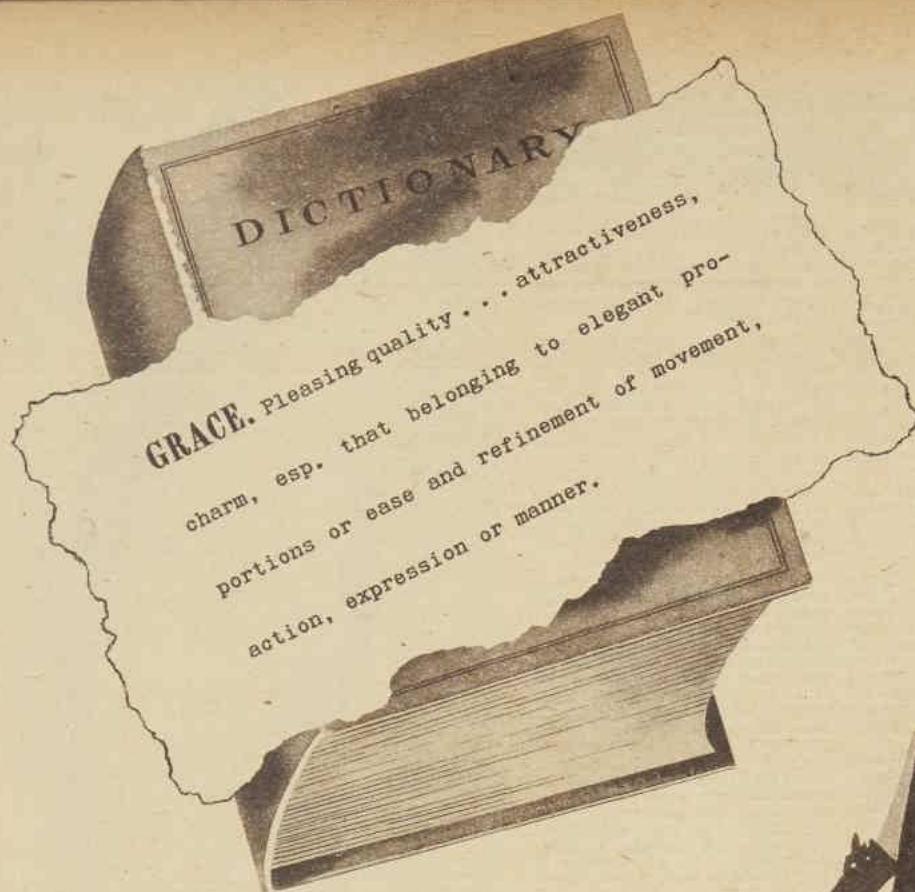 DICTIONARY
GRACE. Pleasing quality . . . attractiveness,
charm, esp. that belonging to elegant pro-
portions or ease and refinement of movement,
action, expression or manner.